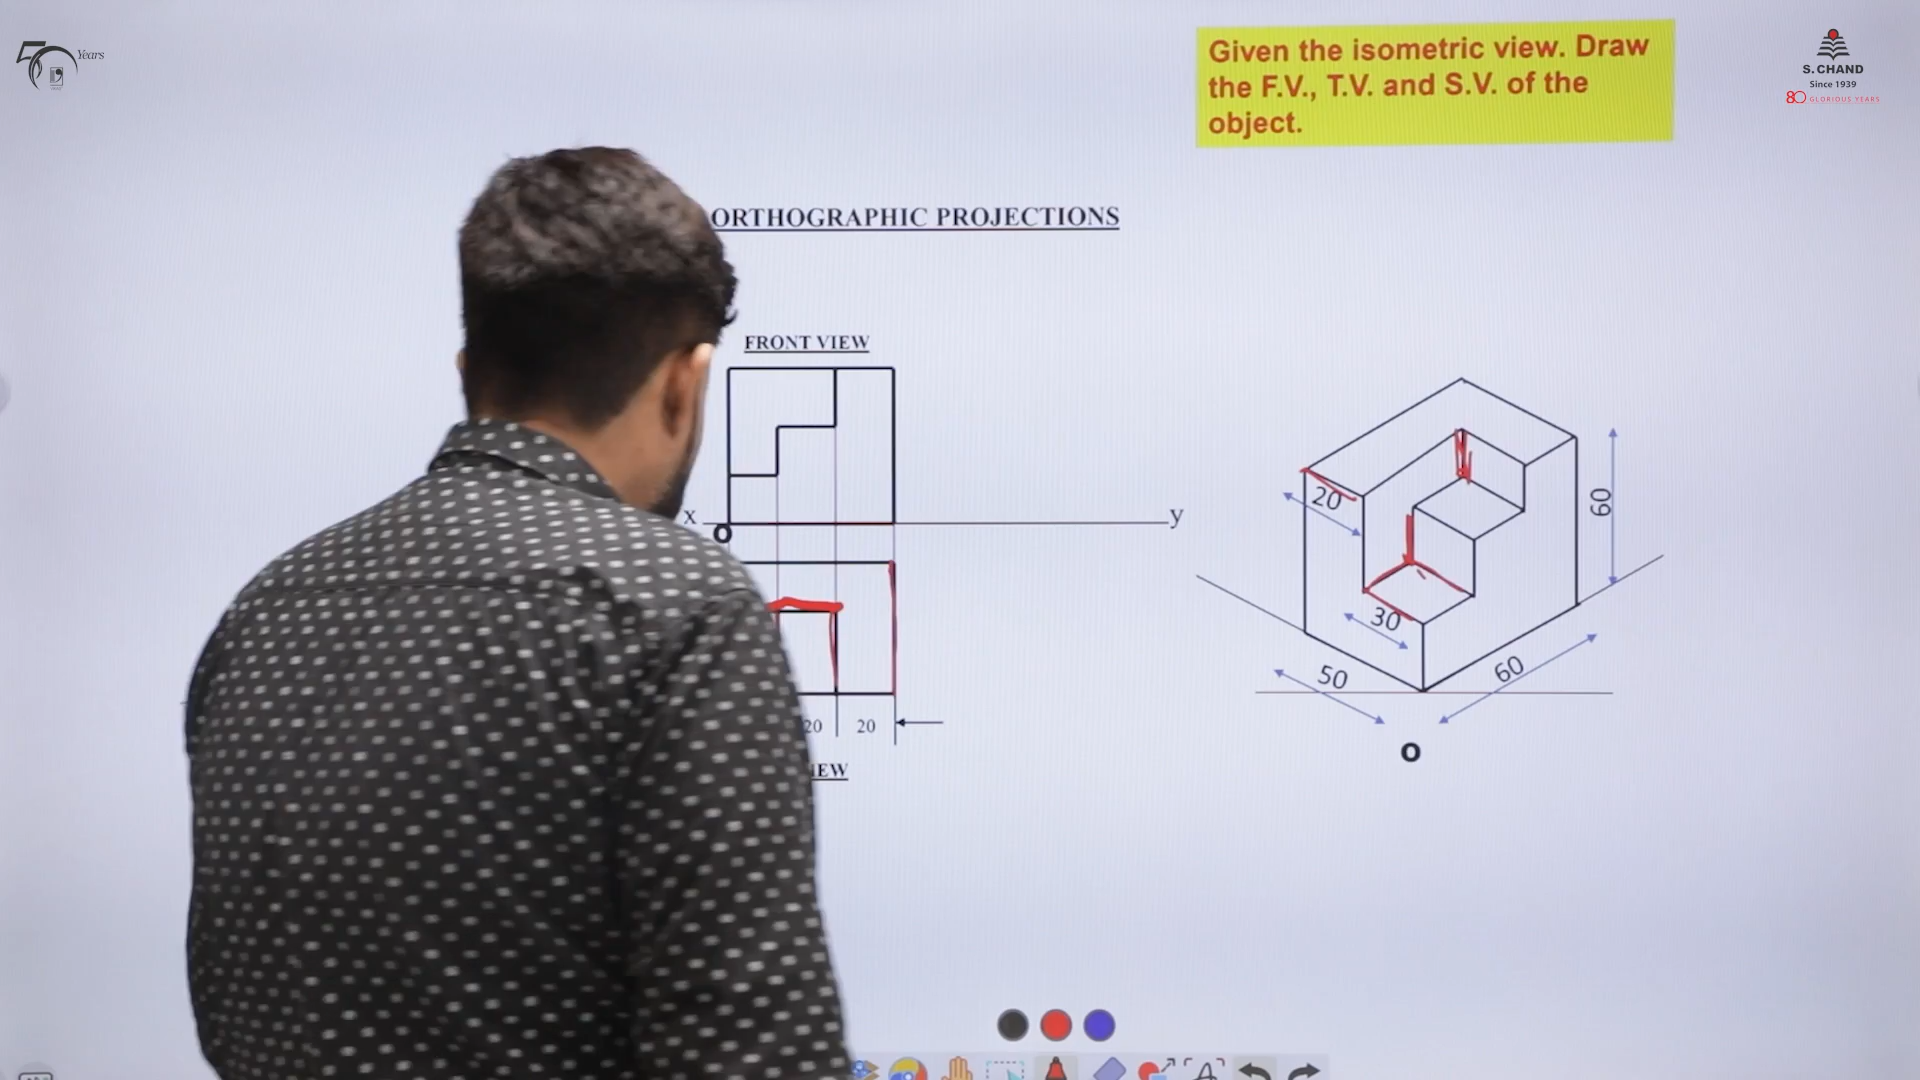 Years
Given the isometric view. Draw
the F.V., T.V. and S.V. of the
object.
S. CHAND
Since 1939
80 GLORIOUS YEARS
ORTHOGRAPHIC PROJECTIONS
FRONT VIEW
x
y
O
20
60
30
50
60
20
20
O